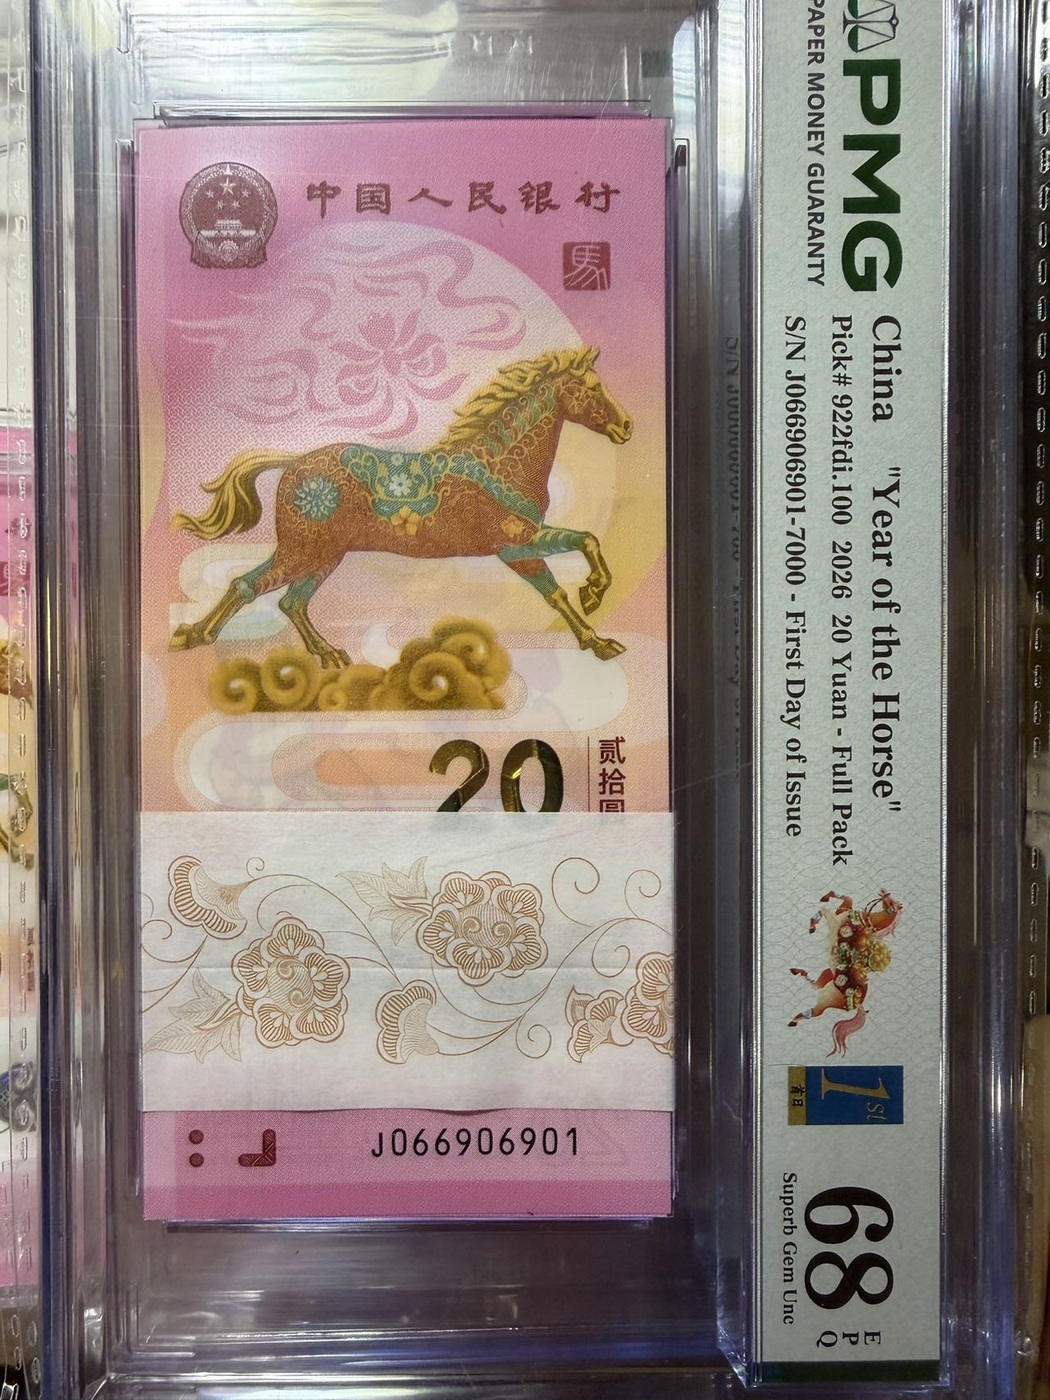 中国人民银行
馬
20
贰拾圆
J066906901
PMG
PAPER MONEY GUARANTY
China "Year of the Horse"
Pick# 922fdi.100 2026 20 Yuan - Full Pack
S/N J066906901-7000 - First Day of Issue
1St
初日
68 EPQ
Superb Gem Unc